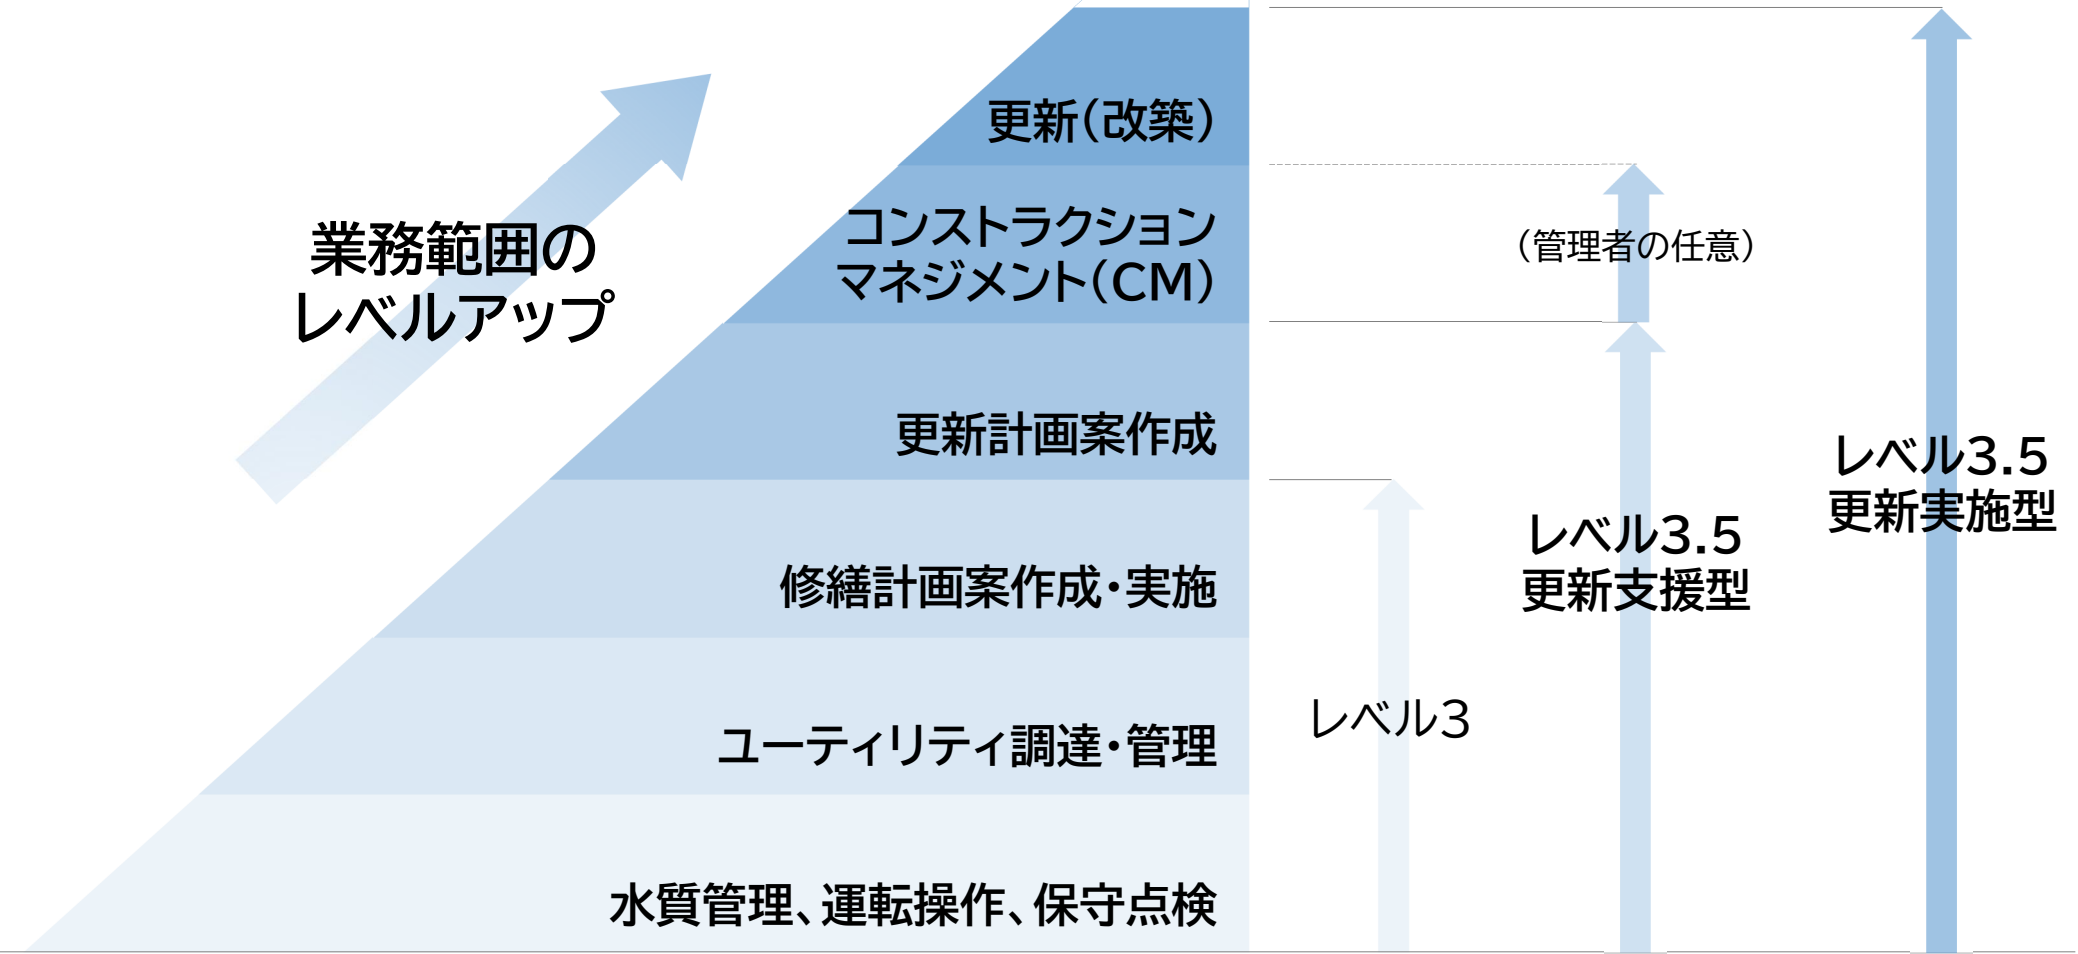 業務範囲の
レベルアップ
更新（改築）
コンストラクション
マネジメント（CM）
更新計画案作成
修繕計画案作成・実施
ユーティリティ調達・管理
水質管理、運転操作、保守点検
レベル3
（管理者の任意）
レベル3.5
更新支援型
レベル3.5
更新実施型